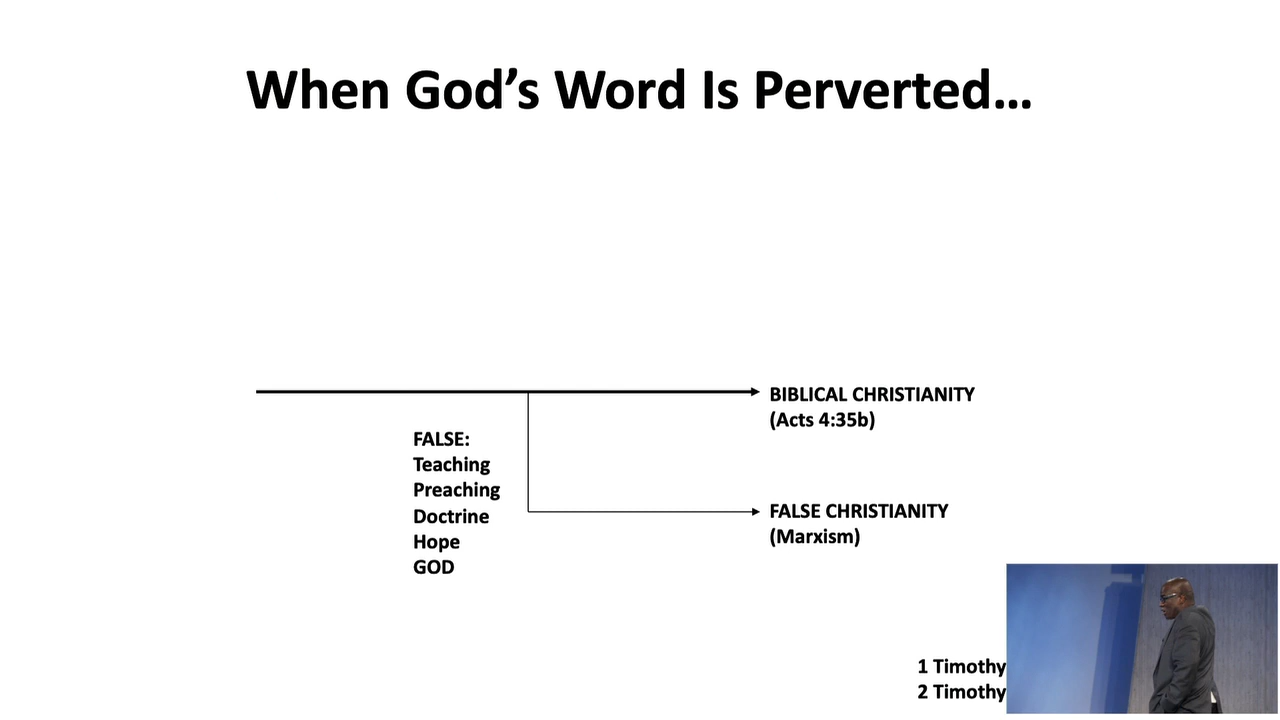 When God’s Word Is Perverted…
BIBLICAL CHRISTIANITY
(Acts 4:35b)
FALSE:
Teaching
Preaching
Doctrine
Hope
GOD
FALSE CHRISTIANITY
(Marxism)
1 Timothy
2 Timothy